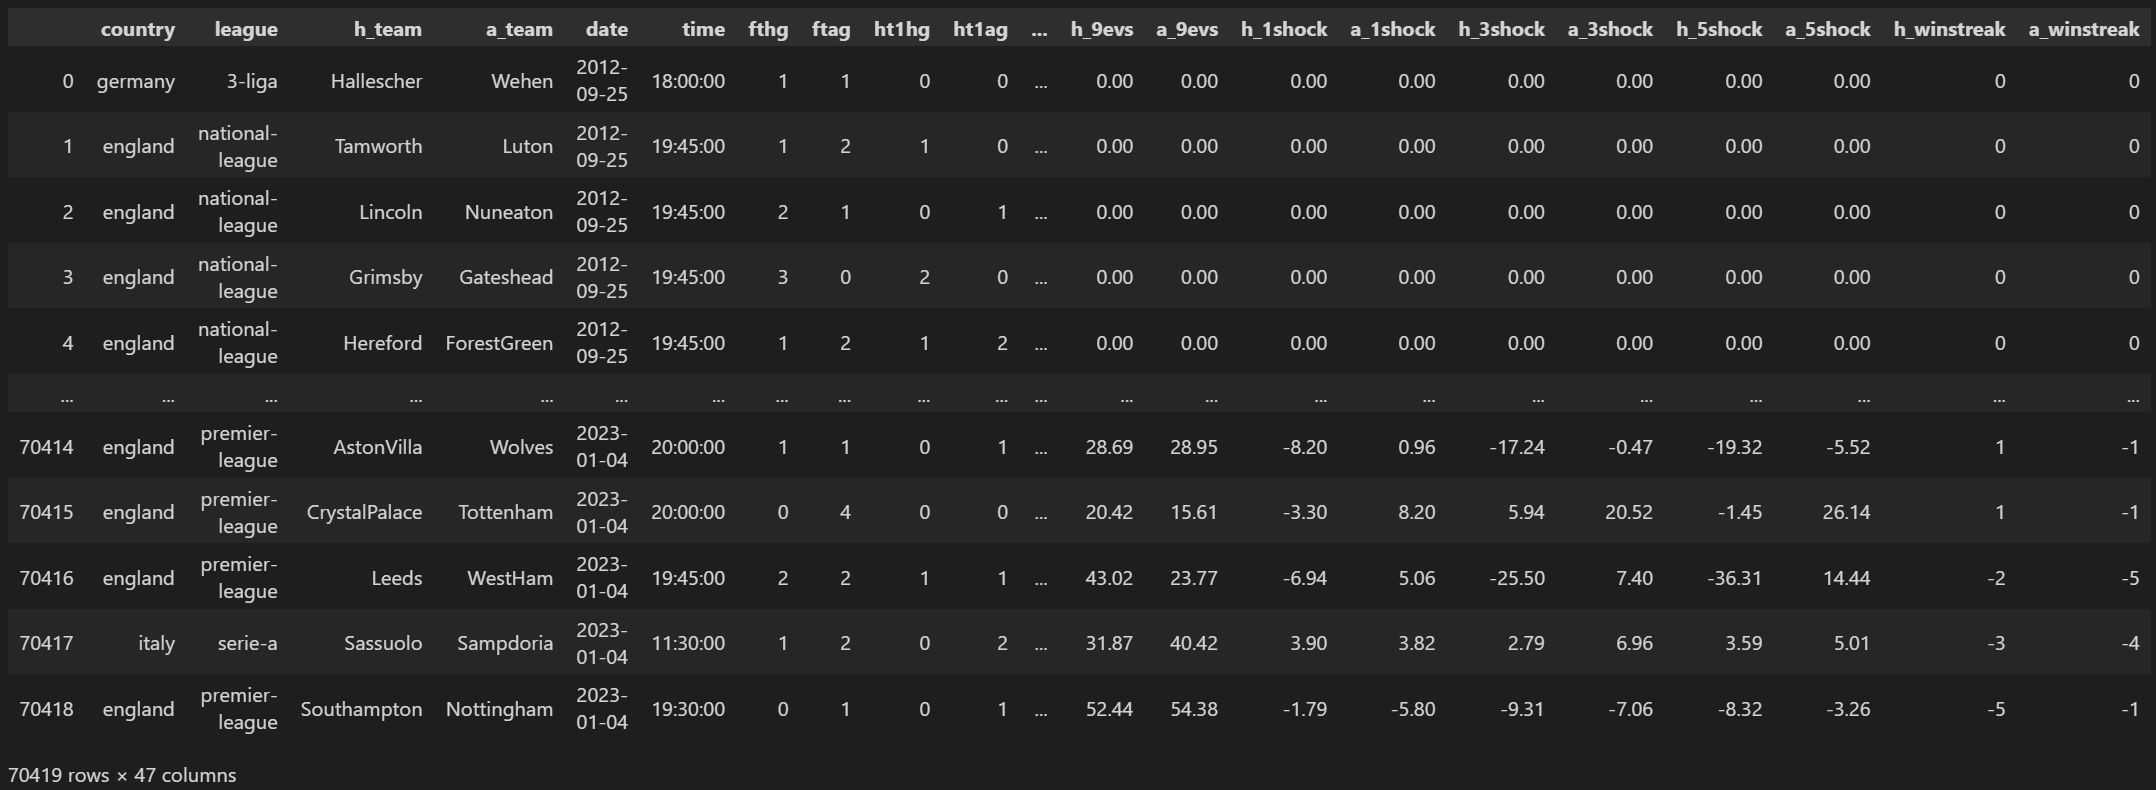 country league h_team a_team date time fthg ftag ht1hg ht1ag ... h_9evs a_9evs h_1shock a_1shock h_3shock a_3shock h_5shock a_5shock h_winstreak a_winstreak
0 germany 3-liga Hallescher Wehen 2012-09-25 18:00:00 1 1 0 0 ... 0.00 0.00 0.00 0.00 0.00 0.00 0.00 0.00 0 0
1 england national-league Tamworth Luton 2012-09-25 19:45:00 1 2 1 0 ... 0.00 0.00 0.00 0.00 0.00 0.00 0.00 0.00 0 0
2 england national-league Lincoln Nuneaton 2012-09-25 19:45:00 2 1 0 1 ... 0.00 0.00 0.00 0.00 0.00 0.00 0.00 0.00 0 0
3 england national-league Grimsby Gateshead 2012-09-25 19:45:00 3 0 2 0 ... 0.00 0.00 0.00 0.00 0.00 0.00 0.00 0.00 0 0
4 england national-league Hereford ForestGreen 2012-09-25 19:45:00 1 2 1 2 ... 0.00 0.00 0.00 0.00 0.00 0.00 0.00 0.00 0 0
... ... ... ... ... ... ... ... ... ... ... ... ... ... ... ... ... ... ... ... ... ...
70414 england premier-league AstonVilla Wolves 2023-01-04 20:00:00 1 1 0 1 ... 28.69 28.95 -8.20 0.96 -17.24 -0.47 -19.32 -5.52 1 -1
70415 england premier-league CrystalPalace Tottenham 2023-01-04 20:00:00 0 4 0 0 ... 20.42 15.61 -3.30 8.20 5.94 20.52 -1.45 26.14 1 -1
70416 england premier-league Leeds WestHam 2023-01-04 19:45:00 2 2 1 1 ... 43.02 23.77 -6.94 5.06 -25.50 7.40 -36.31 14.44 -2 -5
70417 italy serie-a Sassuolo Sampdoria 2023-01-04 11:30:00 1 2 0 2 ... 31.87 40.42 3.90 3.82 2.79 6.96 3.59 5.01 -3 -4
70418 england premier-league Southampton Nottingham 2023-01-04 19:30:00 0 1 0 1 ... 52.44 54.38 -1.79 -5.80 -9.31 -7.06 -8.32 -3.26 -5 -1
70419 rows × 47 columns